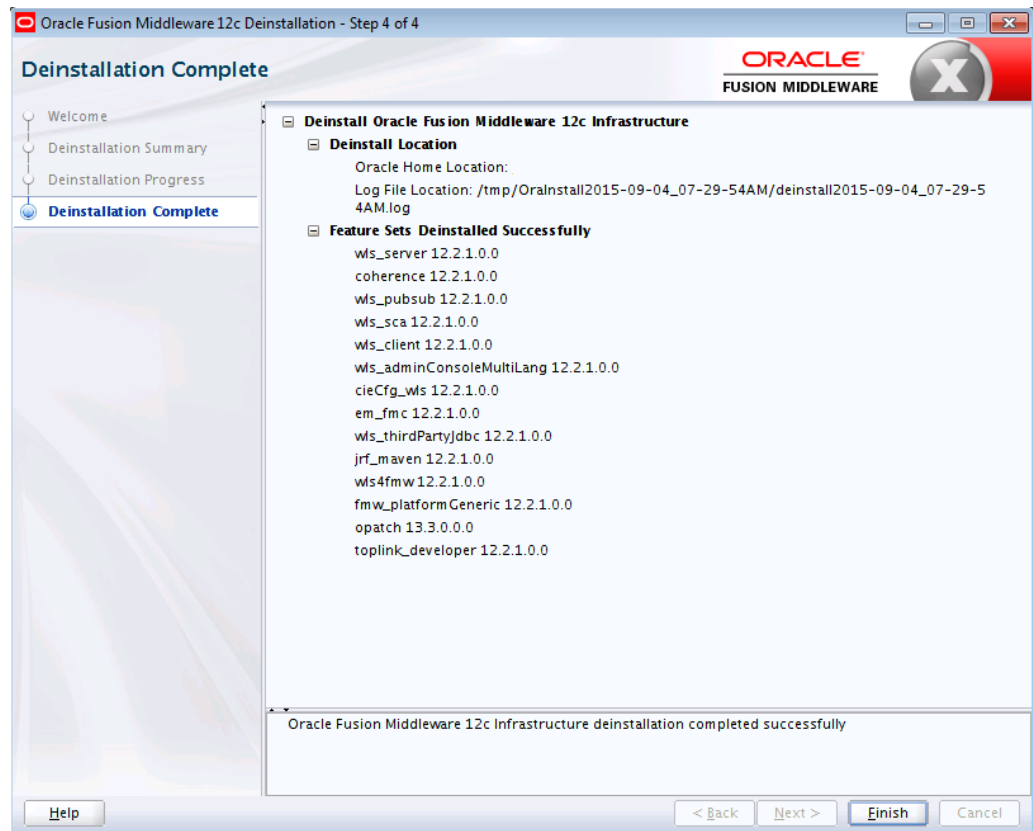 Oracle Fusion Middleware 12c Deinstallation - Step 4 of 4
Deinstallation Complete
ORACLE
FUSION MIDDLEWARE
Welcome
Deinstallation Summary
Deinstallation Progress
Deinstallation Complete
Deinstall Oracle Fusion Middleware 12c Infrastructure
Deinstall Location
Oracle Home Location:
Log File Location: /tmp/OraInstall2015-09-04_07-29-54AM/deinstall2015-09-04_07-29-5
4AM.log
Feature Sets Deinstalled Successfully
wls_server 12.2.1.0.0
coherence 12.2.1.0.0
wls_pubsub 12.2.1.0.0
wls_sca 12.2.1.0.0
wls_client 12.2.1.0.0
wls_adminConsoleMultiLang 12.2.1.0.0
cieCfg_wls 12.2.1.0.0
em_fmc 12.2.1.0.0
wls_thirdPartyJdbc 12.2.1.0.0
jrf_maven 12.2.1.0.0
wls4fmw 12.2.1.0.0
fmw_platformGeneric 12.2.1.0.0
opatch 13.3.0.0.0
toplink_developer 12.2.1.0.0
Oracle Fusion Middleware 12c Infrastructure deinstallation completed successfully
Help
< Back
Next >
Finish
Cancel